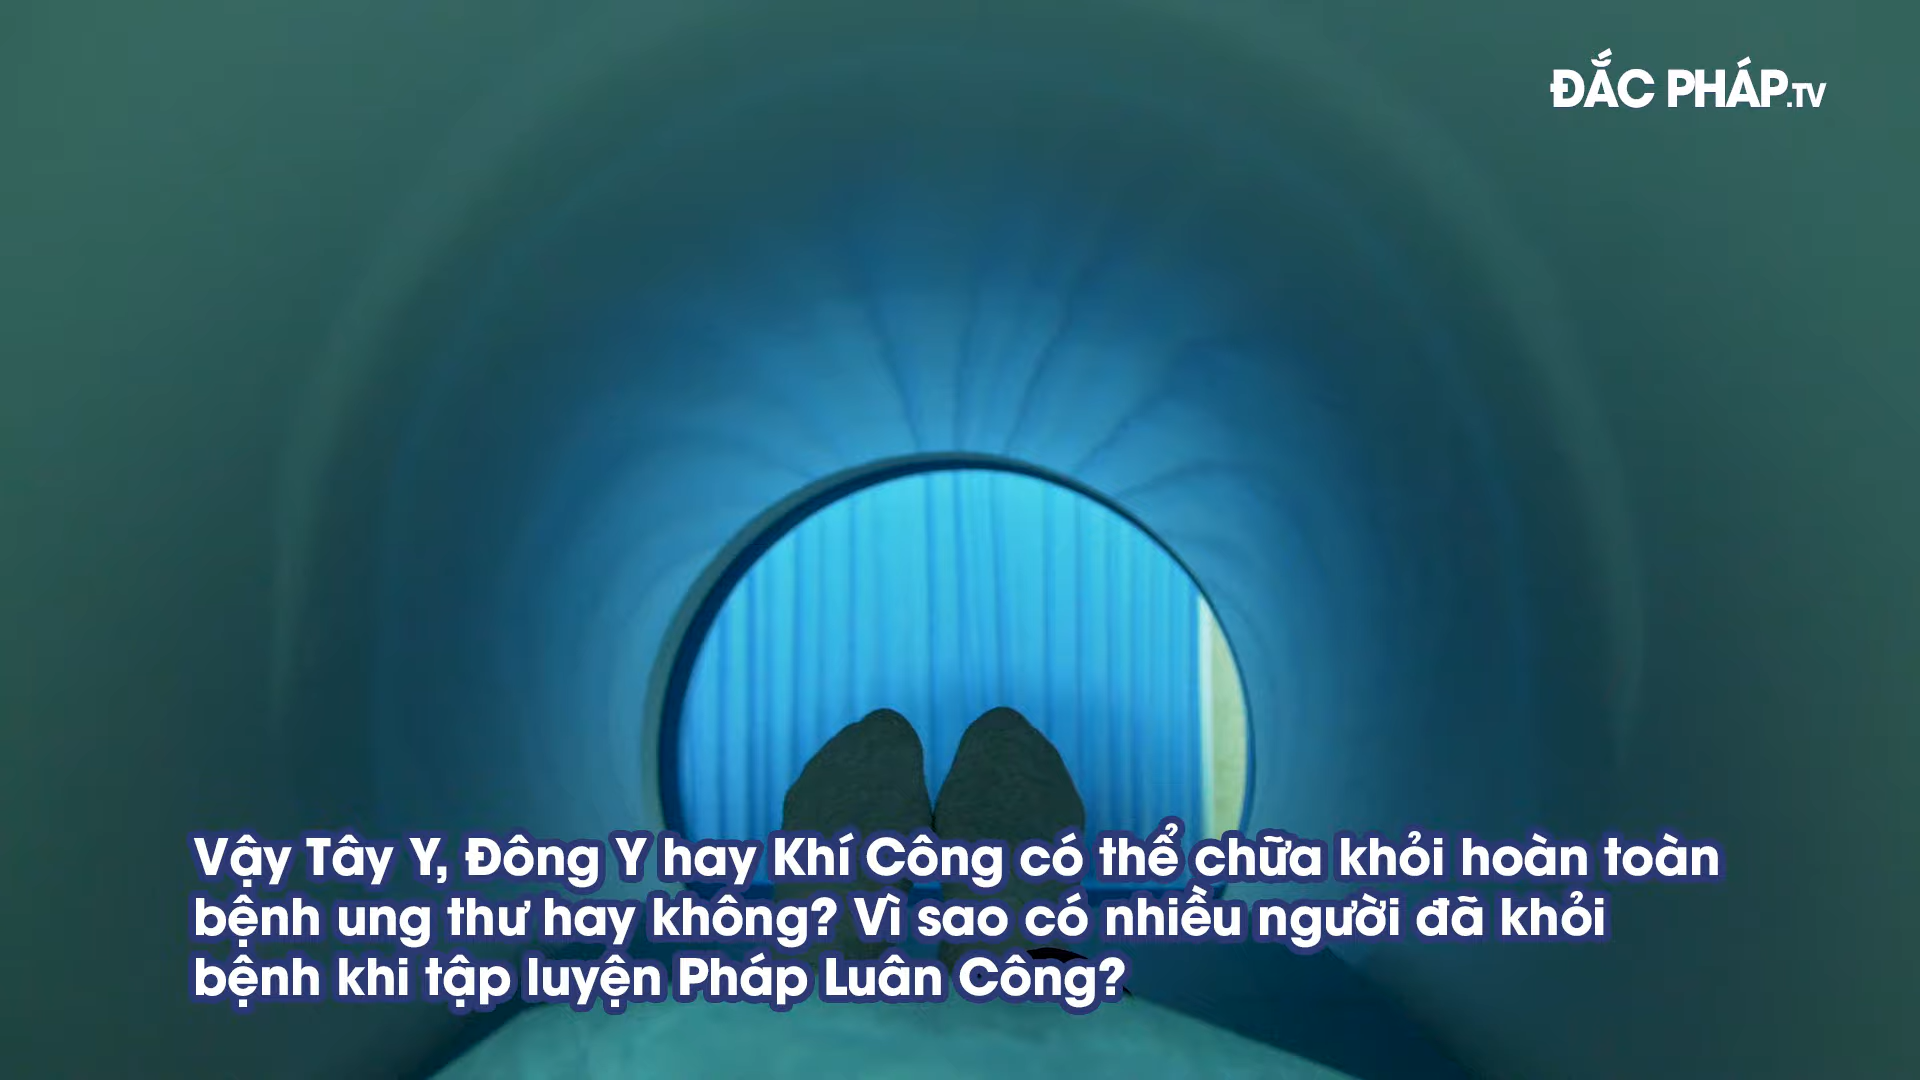 ĐẮC PHÁP.TV
Vậy Tây Y, Đông Y hay Khí Công có thể chữa khỏi hoàn toàn
bệnh ung thư hay không? Vì sao có nhiều người đã khỏi
bệnh khi tập luyện Pháp Luân Công?